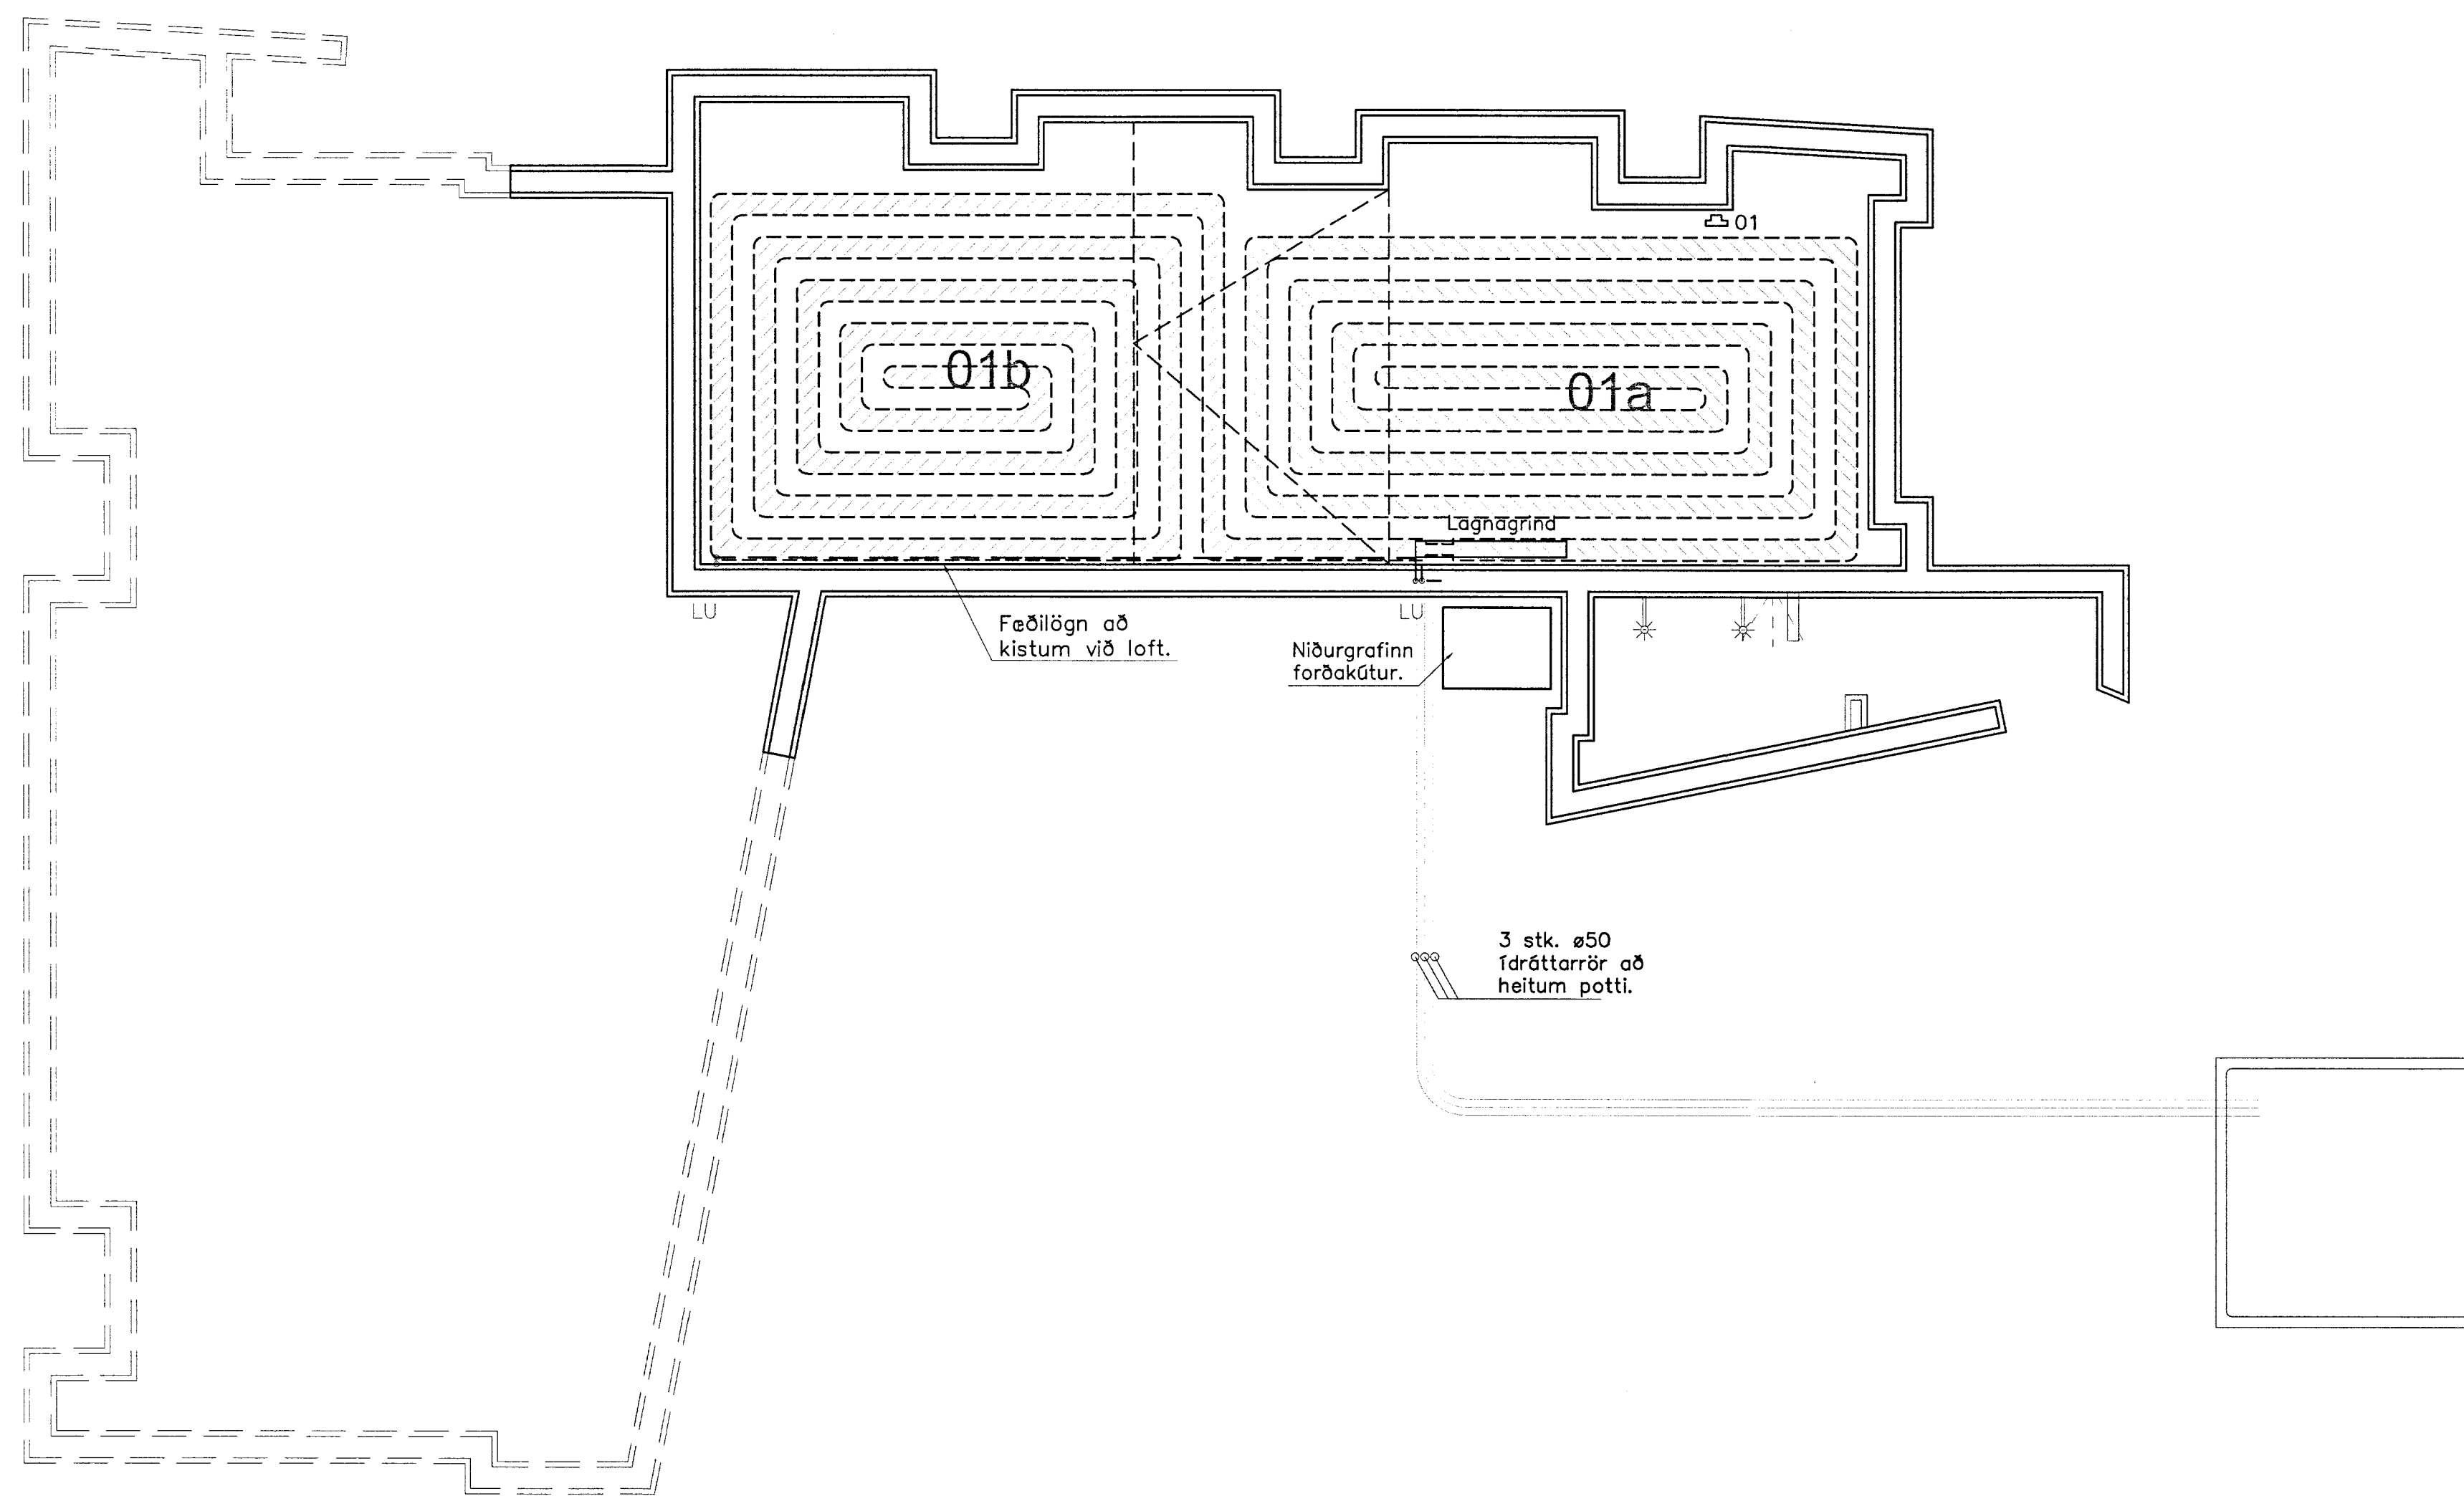 01
01b
01a
Lagnagrind
LU
LU
Fæðilögn að
kistum við loft.
Niðurgrafinn
forðakútur.
3 stk. ø50
ídráttarrör að
heitum potti.